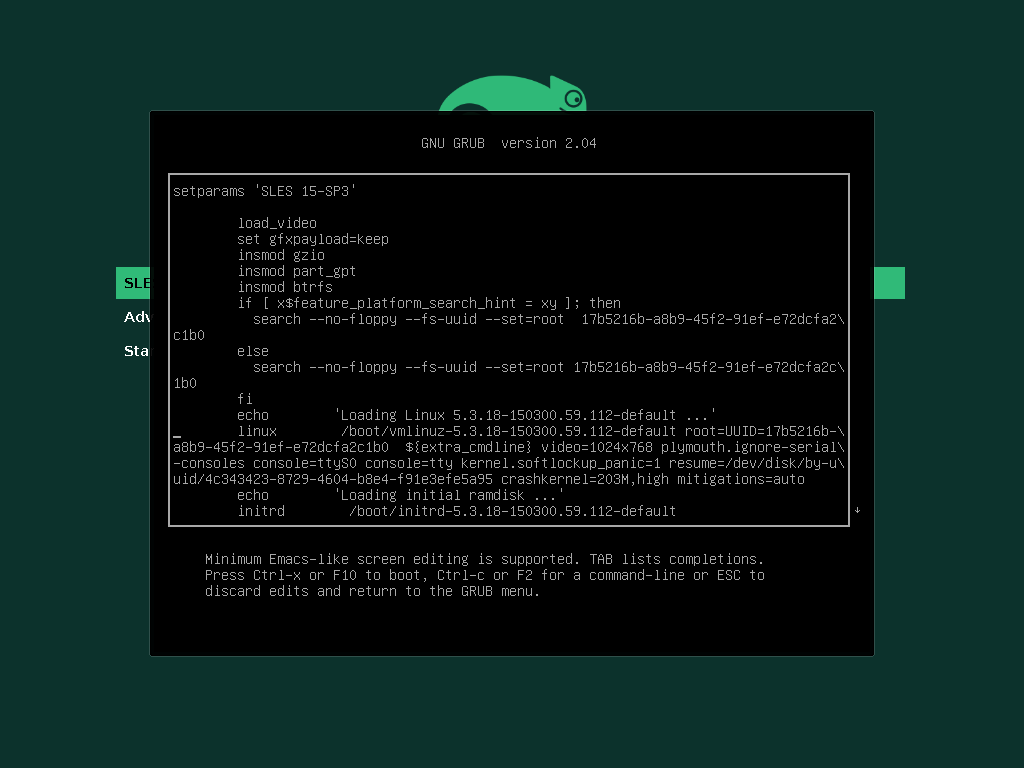 GNU GRUB  version 2.04
setparams 'SLES 15-SP3'
load_video
set gfxpayload=keep
insmod gzio
insmod part_gpt
insmod btrfs
if [ x$feature_platform_search_hint = xy ]; then
search --no-floppy --fs-uuid --set=root  17b5216b-a8b9-45f2-91ef-e72dcfa2\
c1b0
else
search --no-floppy --fs-uuid --set=root 17b5216b-a8b9-45f2-91ef-e72dcfa2c\
1b0
fi
echo        'Loading Linux 5.3.18-150300.59.112-default ...'
linux        /boot/vmlinuz-5.3.18-150300.59.112-default root=UUID=17b5216b-\
a8b9-45f2-91ef-e72dcfa2c1b0  ${extra_cmdline} video=1024x768 plymouth.ignore-serial\
-consoles console=ttyS0 console=tty kernel.softlockup_panic=1 resume=/dev/disk/by-u\
uid/4c343423-8729-4604-b8e4-f91e3efe5a95 crashkernel=203M,high mitigations=auto
echo        'Loading initial ramdisk ...'
initrd        /boot/initrd-5.3.18-150300.59.112-default
↓
SLE
Adv
Sta
Minimum Emacs-like screen editing is supported. TAB lists completions.
Press Ctrl-x or F10 to boot, Ctrl-c or F2 for a command-line or ESC to
discard edits and return to the GRUB menu.